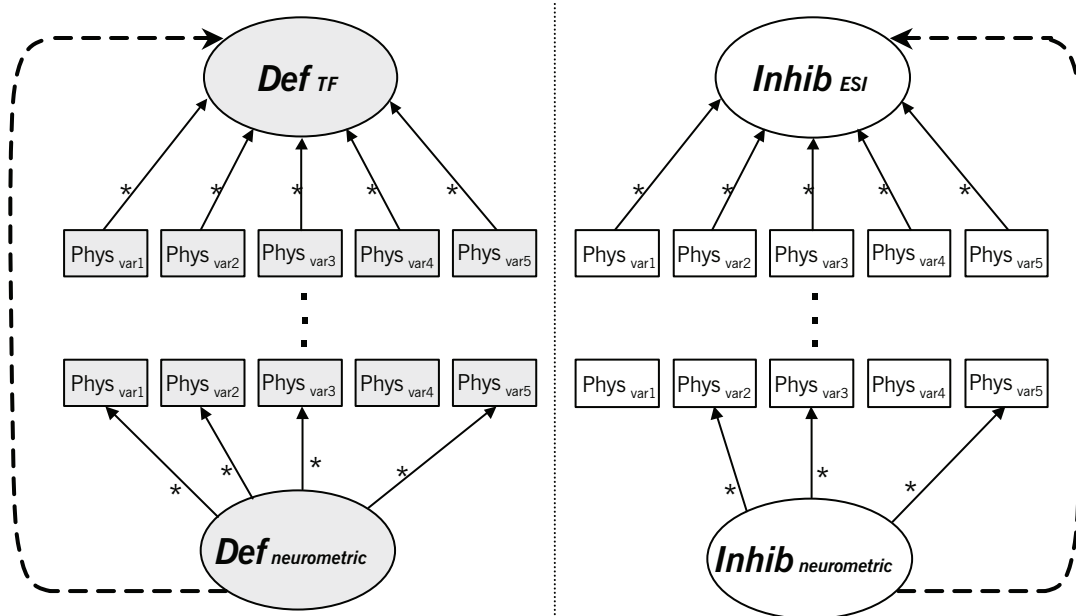 Def TF
*
*
*
*
*
Phys var1
Phys var2
Phys var3
Phys var4
Phys var5
Phys var1
Phys var2
Phys var3
Phys var4
Phys var5
*
*
*
*
Def neurometric
Inhib ESI
*
*
*
*
*
Phys var1
Phys var2
Phys var3
Phys var4
Phys var5
Phys var1
Phys var2
Phys var3
Phys var4
Phys var5
*
*
*
Inhib neurometric